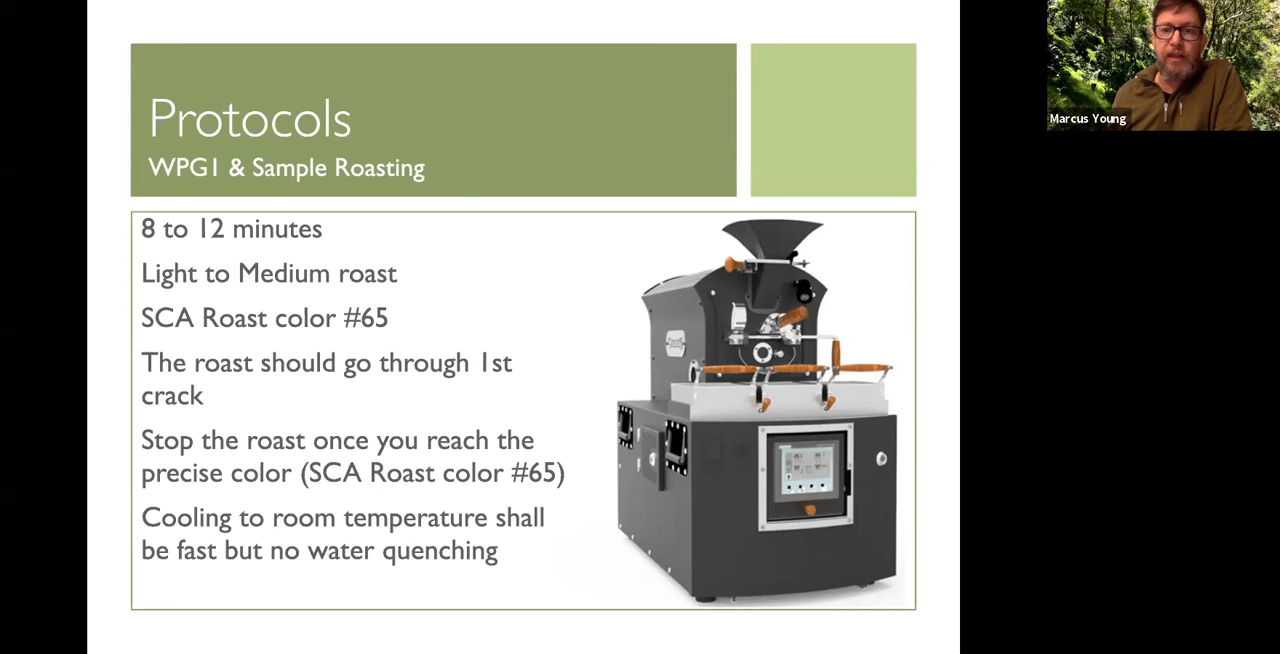 Protocols
WPG1 & Sample Roasting
8 to 12 minutes
Light to Medium roast
SCA Roast color #65
The roast should go through 1st
crack
Stop the roast once you reach the
precise color (SCA Roast color #65)
Cooling to room temperature shall
be fast but no water quenching
Marcus Young